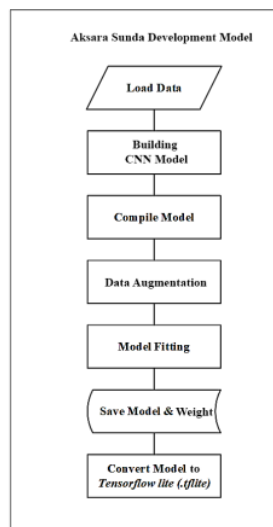 Aksara Sunda Development Model
Load Data
Building
CNN Model
Compile Model
Data Augmentation
Model Fitting
Save Model & Weight
Convert Model to
Tensorflow lite (.tflite)